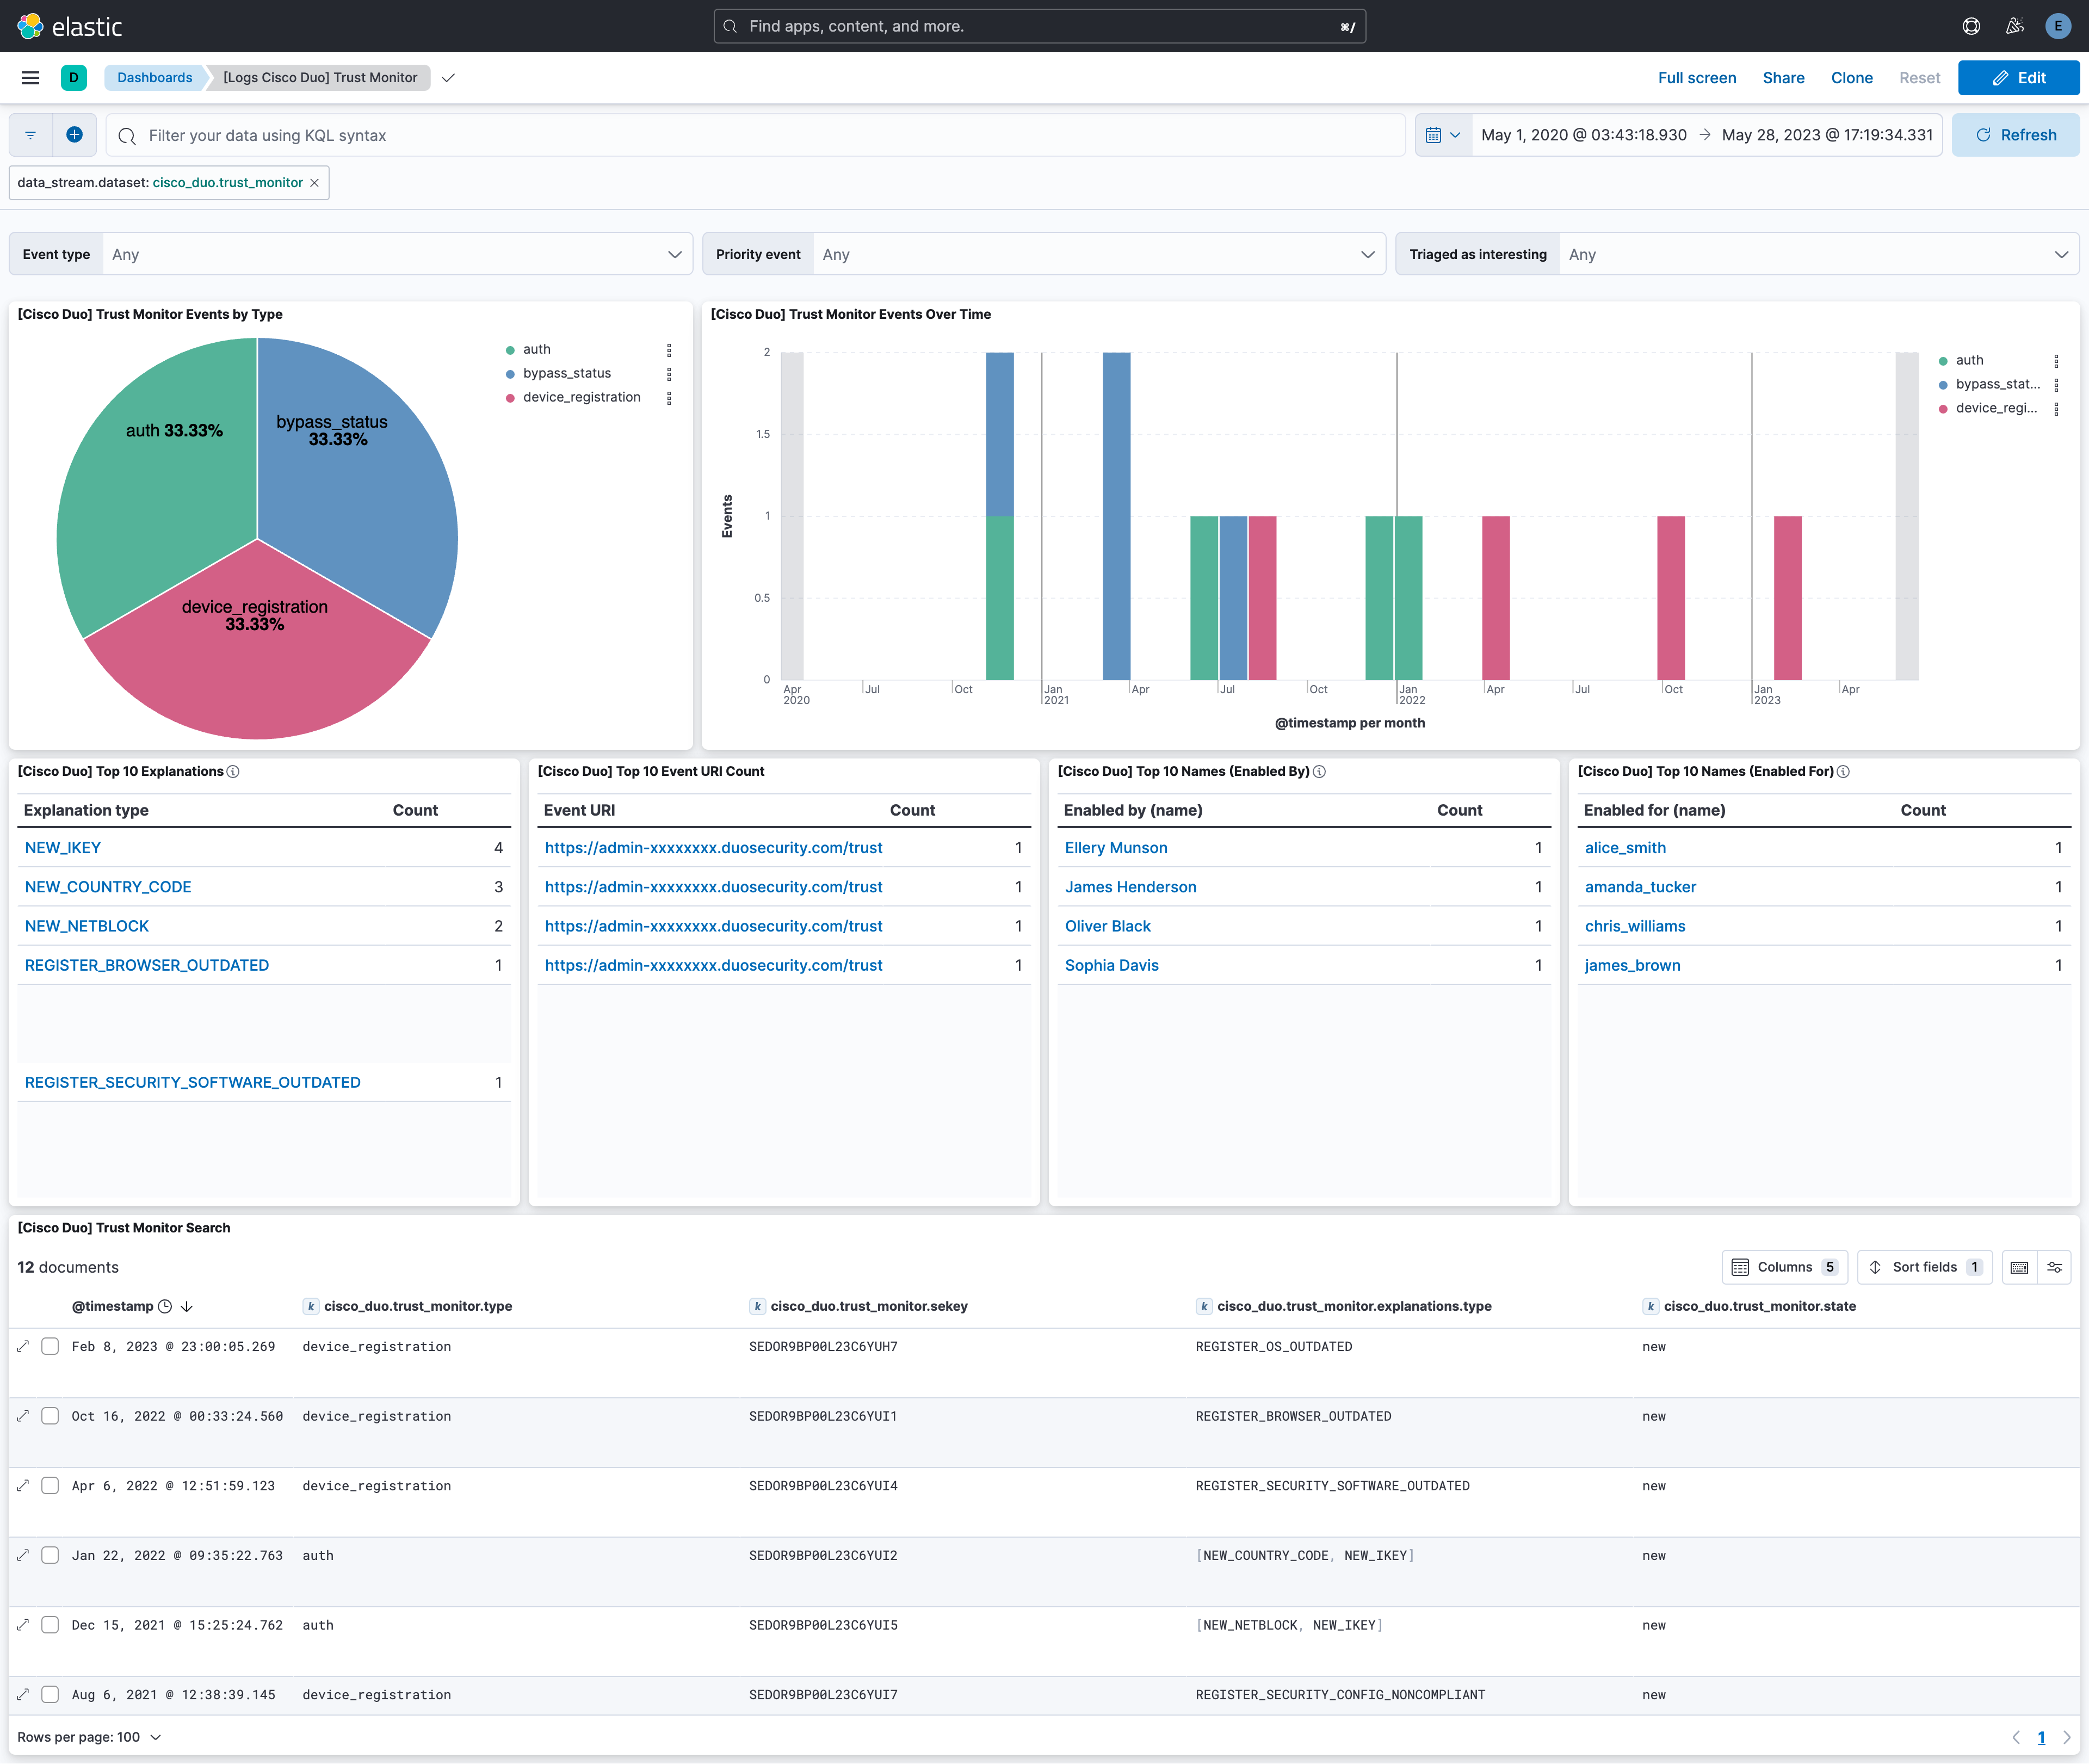 elastic
Find apps, content, and more.
⌘/
E
D
Dashboards
[Logs Cisco Duo] Trust Monitor
Full screen
Share
Clone
Reset
Edit
Filter your data using KQL syntax
May 1, 2020 @ 03:43:18.930 → May 28, 2023 @ 17:19:34.331
Refresh
data_stream.dataset: cisco_duo.trust_monitor
Event type Any
Priority event Any
Triaged as interesting Any
[Cisco Duo] Trust Monitor Events by Type
auth
bypass_status
device_registration
auth 33.33%
bypass_status
33.33%
device_registration
33.33%
[Cisco Duo] Trust Monitor Events Over Time
auth
bypass_stat...
device_regi...
Events
2
1.5
1
0.5
0
Apr Jul Oct Jan Apr Jul Oct Jan Apr Jul Oct Jan Apr
2020 2021 2022 2023
@timestamp per month
[Cisco Duo] Top 10 Explanations
Explanation type Count
NEW_IKEY 4
NEW_COUNTRY_CODE 3
NEW_NETBLOCK 2
REGISTER_BROWSER_OUTDATED 1
REGISTER_SECURITY_SOFTWARE_OUTDATED 1
[Cisco Duo] Top 10 Event URI Count
Event URI Count
https://admin-xxxxxxxx.duosecurity.com/trust 1
https://admin-xxxxxxxx.duosecurity.com/trust 1
https://admin-xxxxxxxx.duosecurity.com/trust 1
https://admin-xxxxxxxx.duosecurity.com/trust 1
[Cisco Duo] Top 10 Names (Enabled By)
Enabled by (name) Count
Ellery Munson 1
James Henderson 1
Oliver Black 1
Sophia Davis 1
[Cisco Duo] Top 10 Names (Enabled For)
Enabled for (name) Count
alice_smith 1
amanda_tucker 1
chris_williams 1
james_brown 1
[Cisco Duo] Trust Monitor Search
12 documents
Columns 5
Sort fields 1
@timestamp k cisco_duo.trust_monitor.type k cisco_duo.trust_monitor.sekey k cisco_duo.trust_monitor.explanations.type k cisco_duo.trust_monitor.state
Feb 8, 2023 @ 23:00:05.269 device_registration SEDOR9BP00L23C6YUH7 REGISTER_OS_OUTDATED new
Oct 16, 2022 @ 00:33:24.560 device_registration SEDOR9BP00L23C6YUI1 REGISTER_BROWSER_OUTDATED new
Apr 6, 2022 @ 12:51:59.123 device_registration SEDOR9BP00L23C6YUI4 REGISTER_SECURITY_SOFTWARE_OUTDATED new
Jan 22, 2022 @ 09:35:22.763 auth SEDOR9BP00L23C6YUI2 [NEW_COUNTRY_CODE, NEW_IKEY] new
Dec 15, 2021 @ 15:25:24.762 auth SEDOR9BP00L23C6YUI5 [NEW_NETBLOCK, NEW_IKEY] new
Aug 6, 2021 @ 12:38:39.145 device_registration SEDOR9BP00L23C6YUI7 REGISTER_SECURITY_CONFIG_NONCOMPLIANT new
Rows per page: 100
1